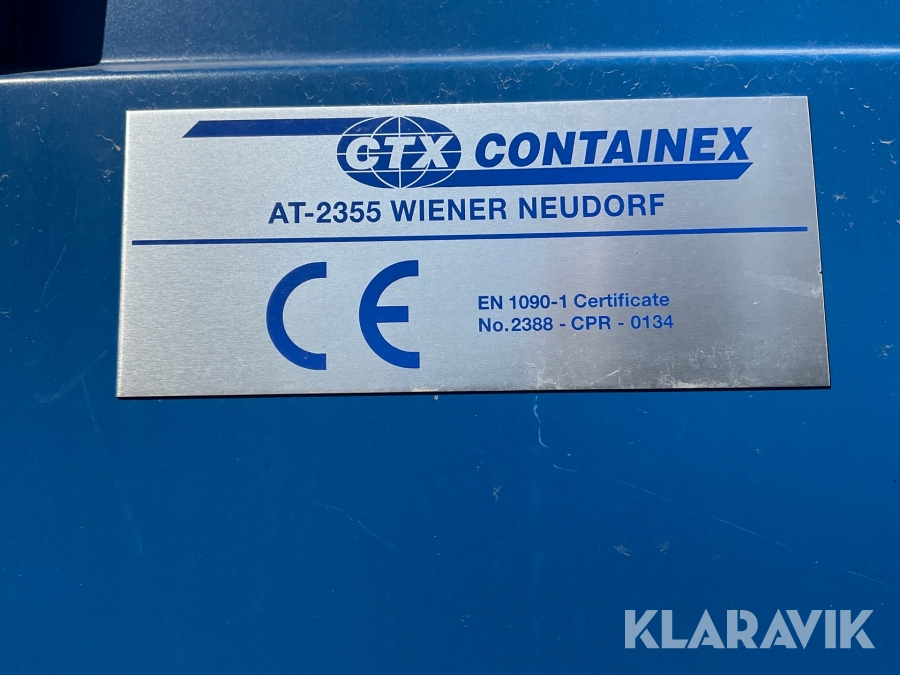 CTX CONTAINEX
AT-2355 WIENER NEUDORF
CE
EN 1090-1 Certificate
No.2388 - CPR - 0134
KLARAVIK